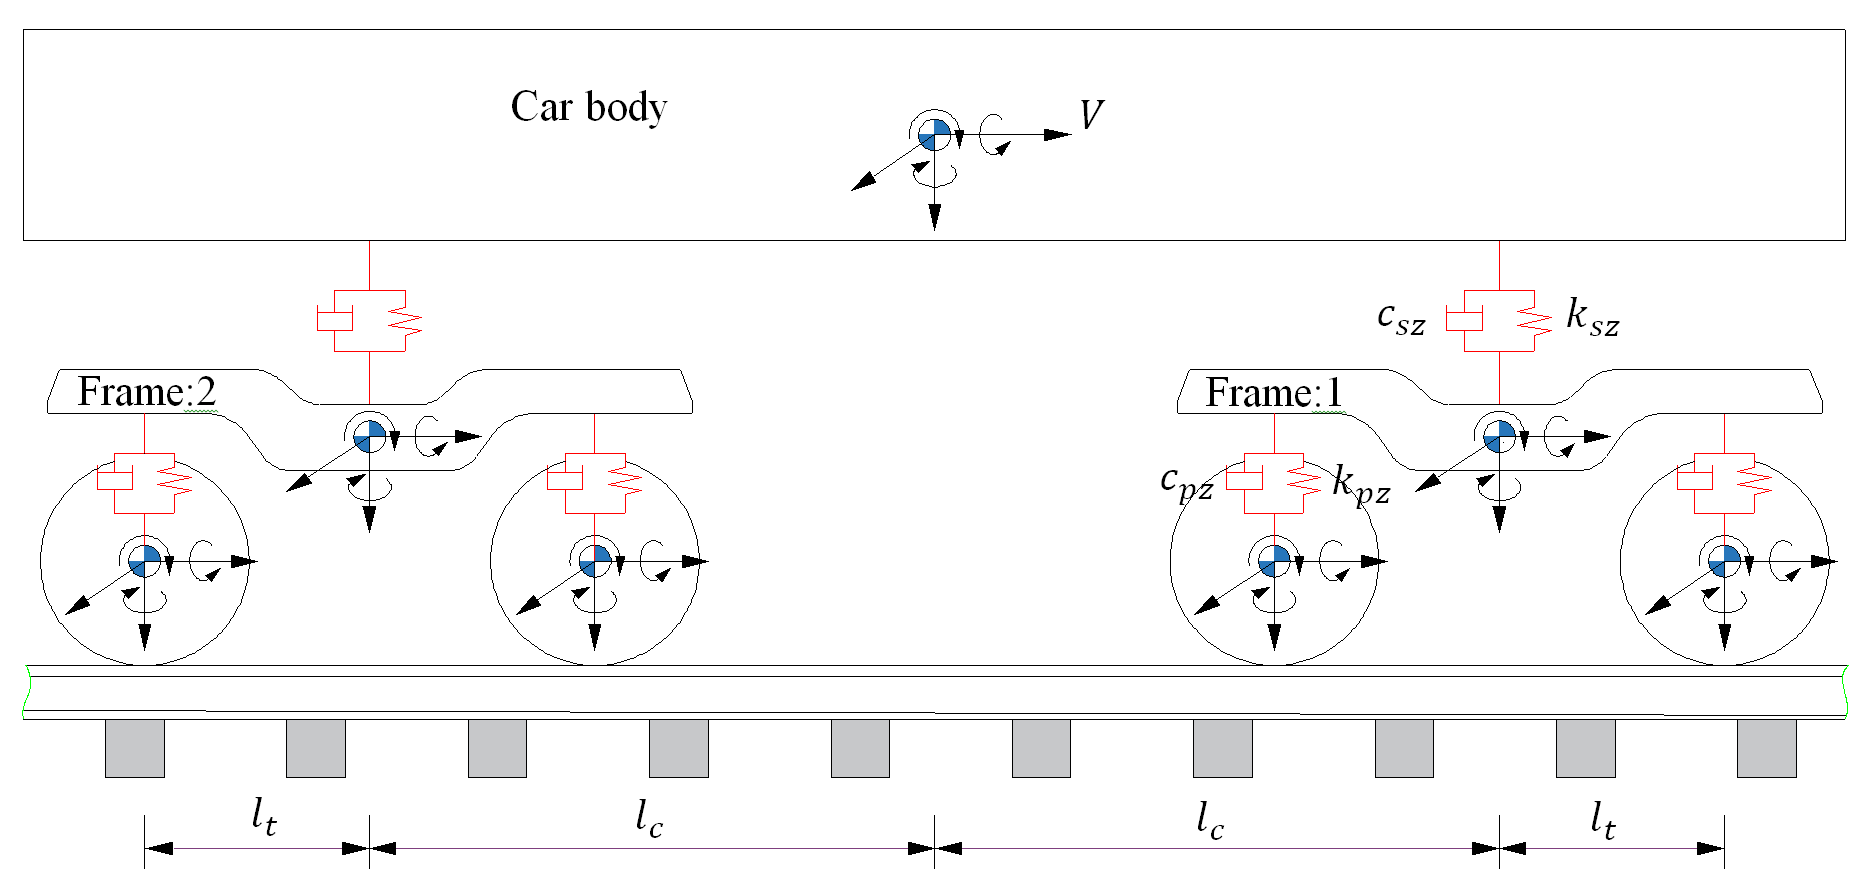 Car body
V
c_sz k_sz
Frame:2
Frame:1
c_pz k_pz
l_t l_c l_c l_t